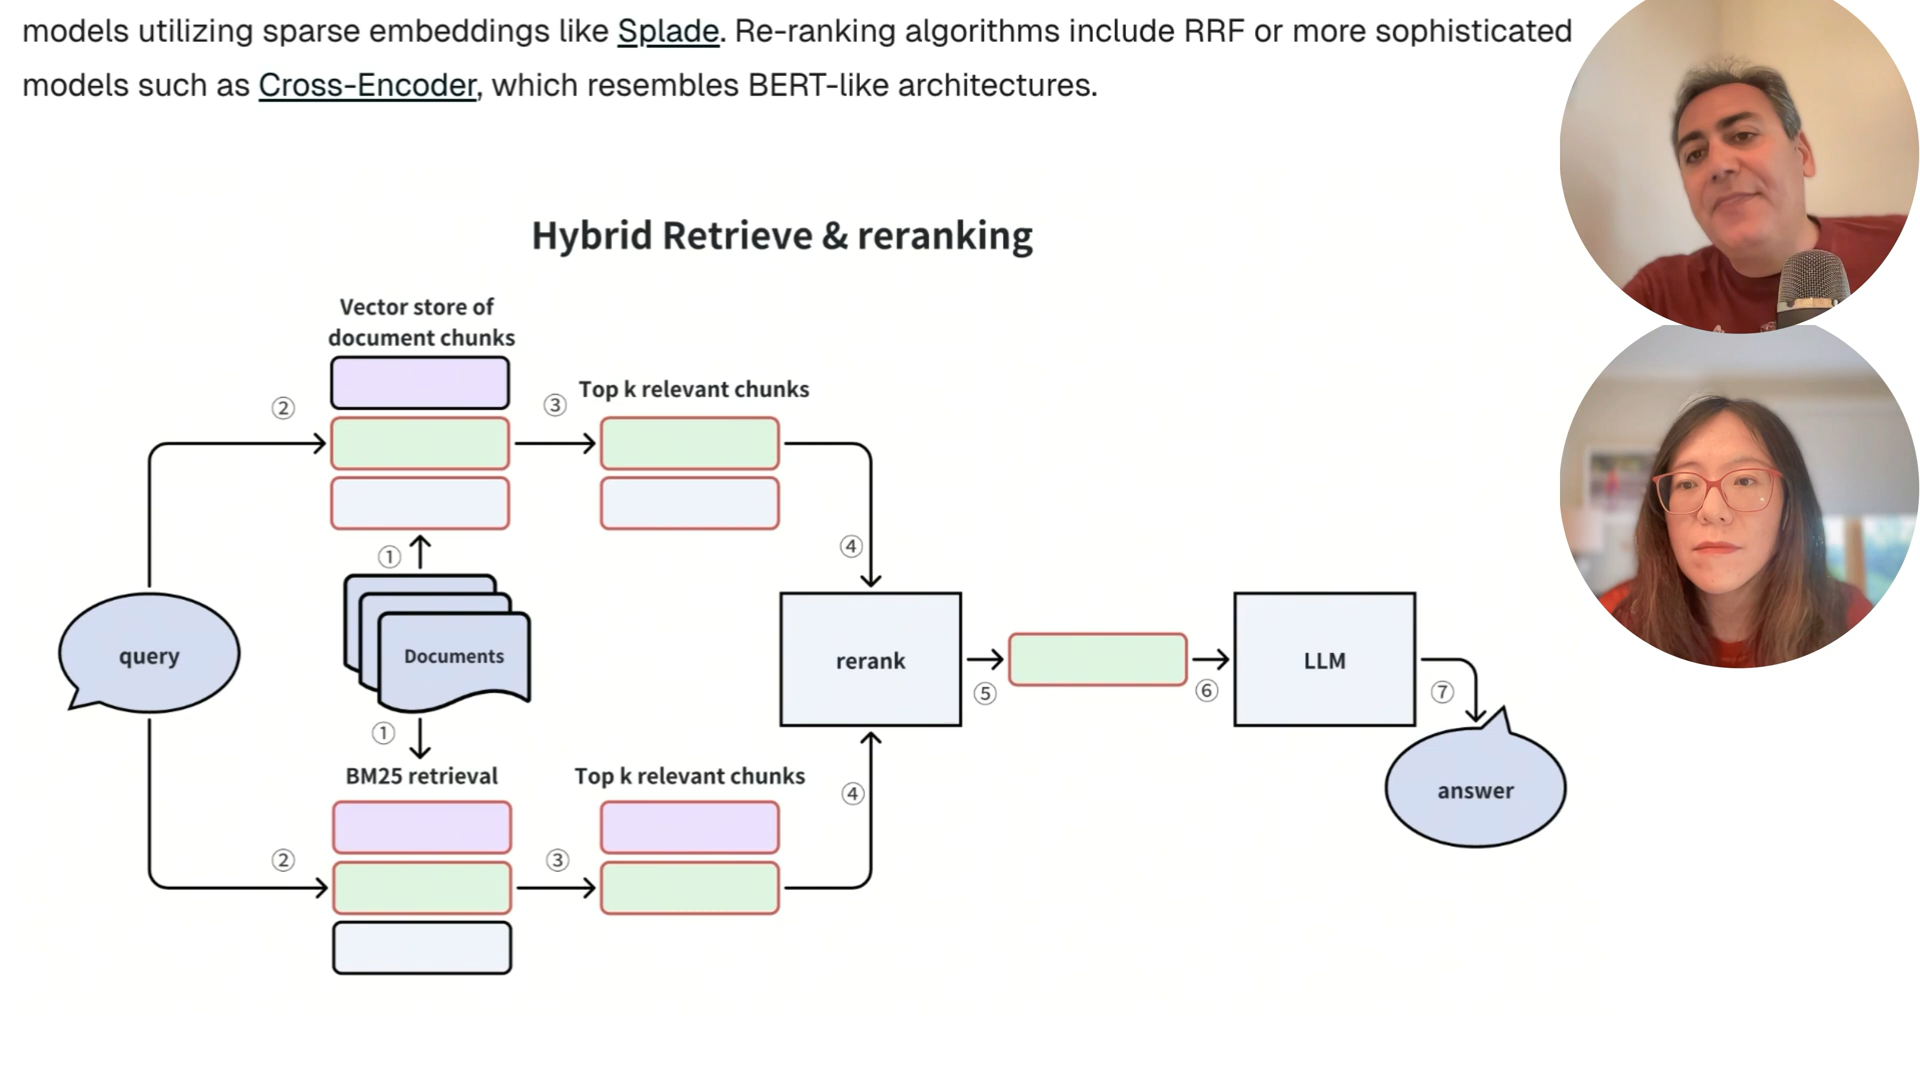 models utilizing sparse embeddings like Splade. Re-ranking algorithms include RRF or more sophisticated
models such as Cross-Encoder, which resembles BERT-like architectures.
Hybrid Retrieve & reranking
Vector store of
document chunks
Top k relevant chunks
②
③
①
④
query
Documents
rerank
⑤
⑥
LLM
⑦
answer
①
BM25 retrieval
Top k relevant chunks
④
②
③